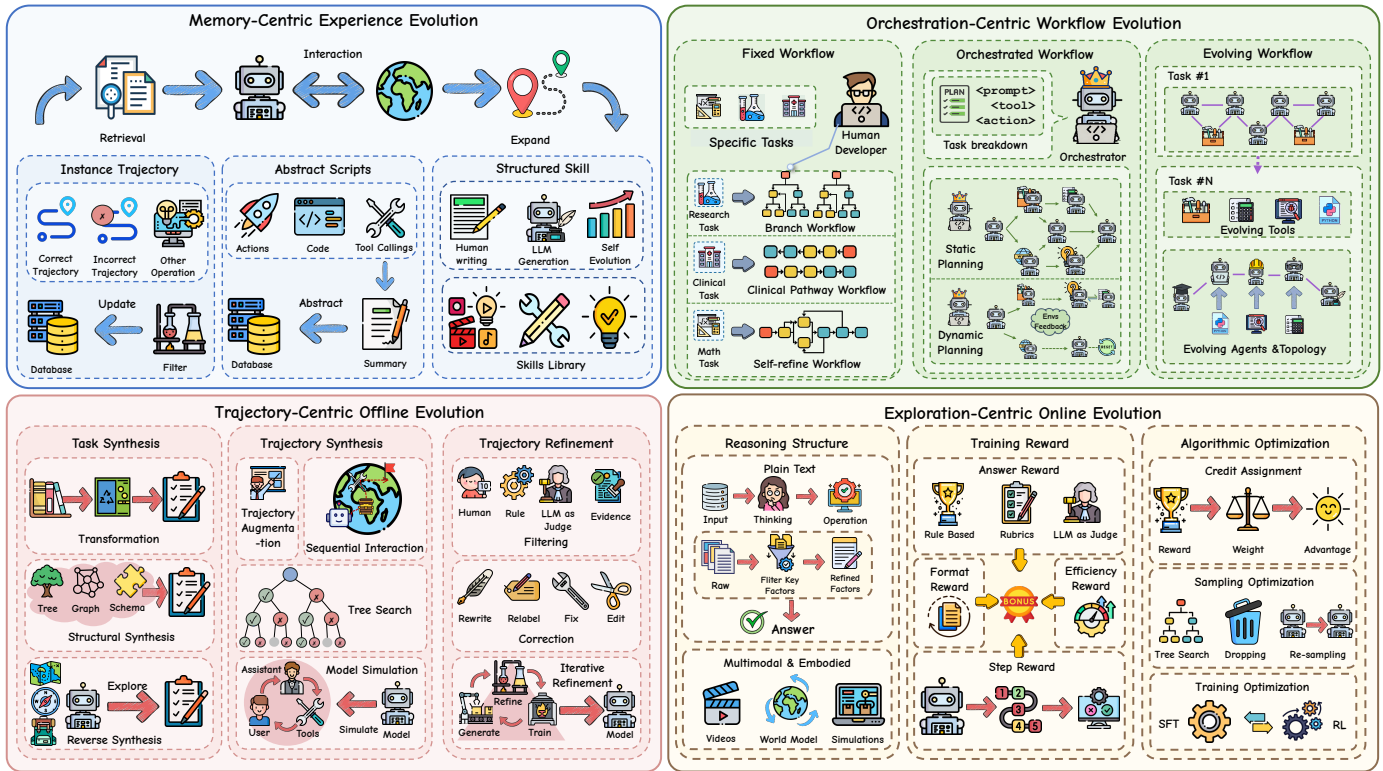 Memory-Centric Experience Evolution
Interaction
Retrieval
Expand
Instance Trajectory
Correct
Trajectory
Incorrect
Trajectory
Other
Operation
Update
Database
Filter
Abstract Scripts
Actions
Code
Tool Callings
Abstract
Database
Summary
Structured Skill
Human
writing
LLM
Generation
Self
Evolution
Skills Library
Orchestration-Centric Workflow Evolution
Fixed Workflow
Specific Tasks
Human
Developer
Research
Task
Branch Workflow
Clinical
Task
Clinical Pathway Workflow
Math
Task
Self-refine Workflow
Orchestrated Workflow
PLAN
<prompt>
<tool>
<action>
Task breakdown
Orchestrator
Static
Planning
Dynamic
Planning
Envs
Feedback
RESET
Evolving Workflow
Task #1
Task #N
PYTHON
Evolving Tools
Evolving Agents &Topology
Trajectory-Centric Offline Evolution
Task Synthesis
Transformation
Tree
Graph
Schema
Structural Synthesis
Explore
Reverse Synthesis
Trajectory Synthesis
Trajectory
Augmenta
-tion
Sequential Interaction
Tree Search
Assistant
User
Tools
Model Simulation
Simulate
Model
Trajectory Refinement
10
Human
Rule
LLM as
Judge
Evidence
Filtering
Rewrite
Relabel
Fix
Edit
Correction
Iterative
Refinement
Refine
Generate
Train
Model
Exploration-Centric Online Evolution
Reasoning Structure
Plain Text
Input
Thinking
Operation
Raw
Fliter Key
Factors
Refined
Factors
Answer
Multimodal & Embodied
Videos
World Model
Simulations
Training Reward
Answer Reward
Rule Based
Rubrics
LLM as Judge
Format
Reward
BONUS
Efficiency
Reward
Step Reward
1
2
3
4
5
Algorithmic Optimization
Credit Assignment
Reward
Weight
Advantage
Sampling Optimization
Tree Search
Dropping
Re-sampling
Training Optimization
SFT
RL